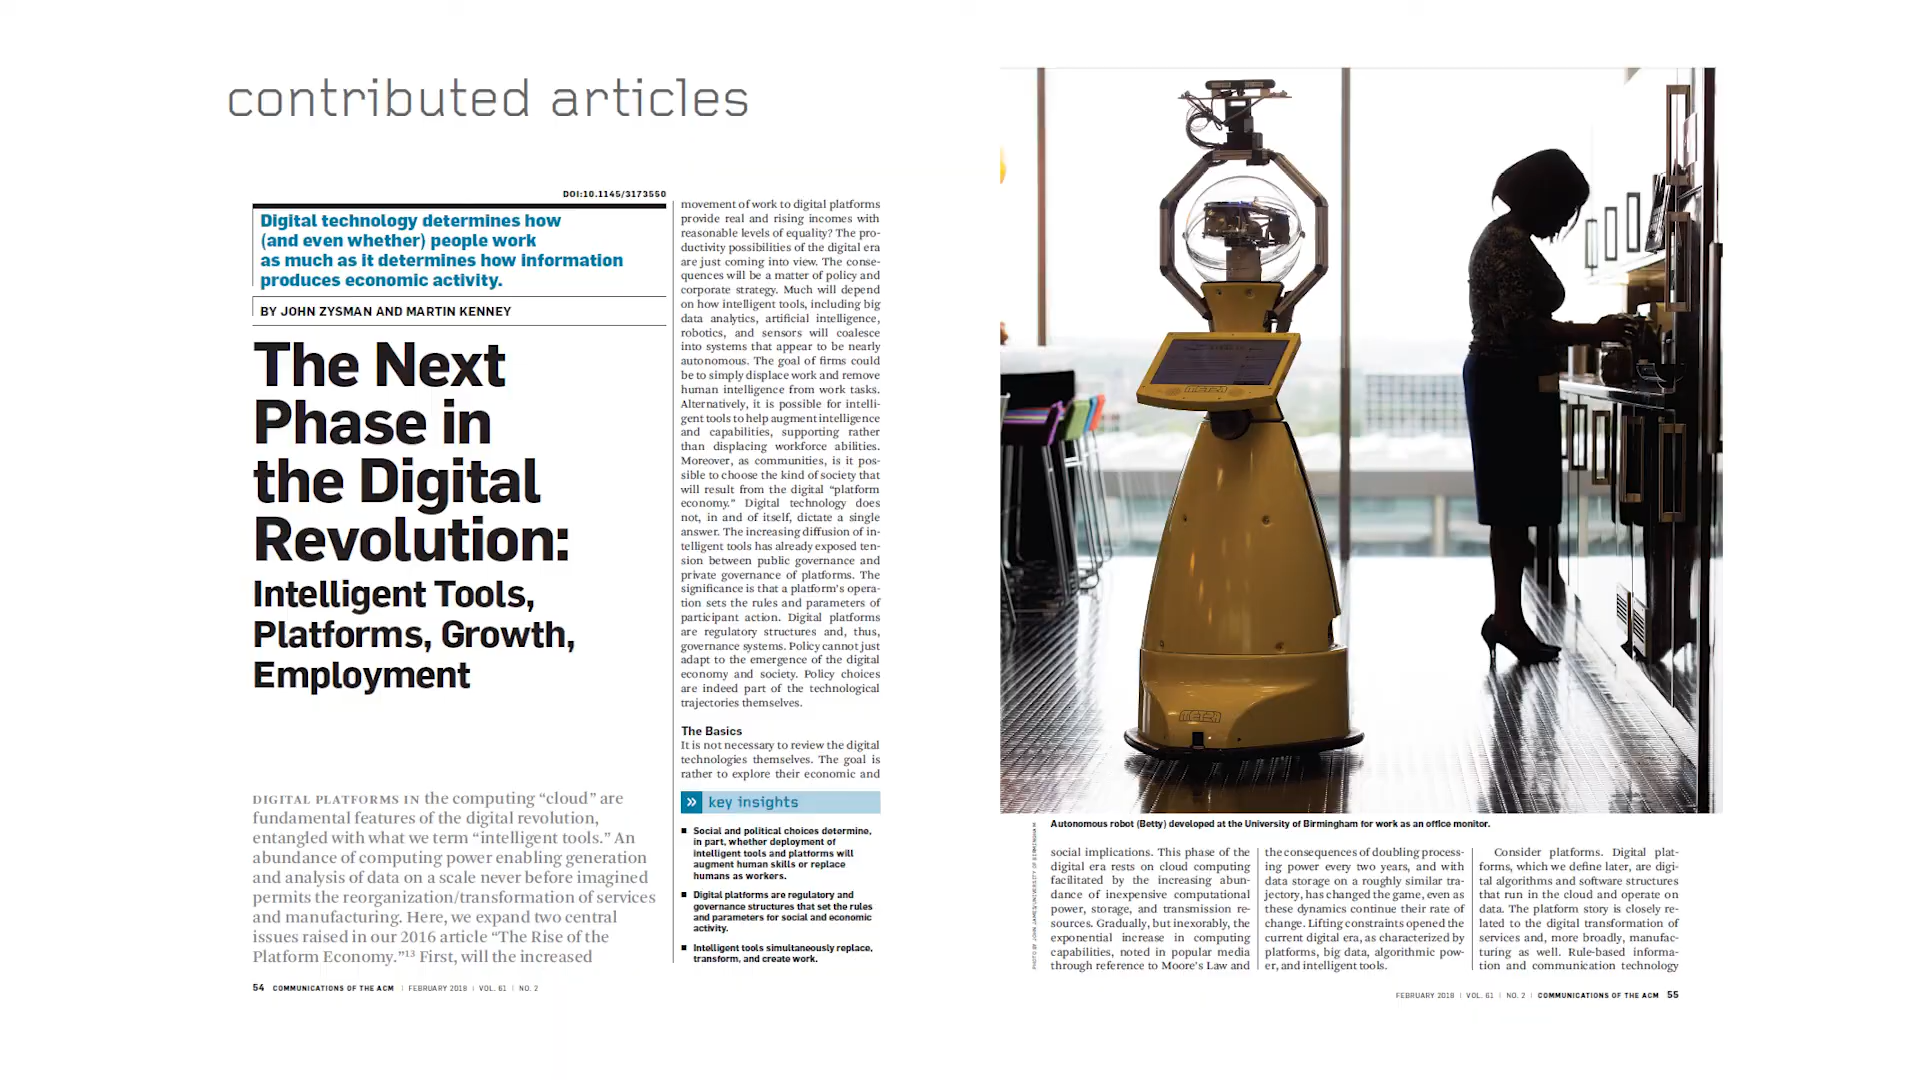 contributed articles
DOI:10.1145/3173550
Digital technology determines how
(and even whether) people work
as much as it determines how information
produces economic activity.
BY JOHN ZYSMAN AND MARTIN KENNEY
The Next
Phase in
the Digital
Revolution:
Intelligent Tools,
Platforms, Growth,
Employment
DIGITAL PLATFORMS IN the computing “cloud” are
fundamental features of the digital revolution,
entangled with what we term “intelligent tools.” An
abundance of computing power enabling generation
and analysis of data on a scale never before imagined
permits the reorganization/transformation of services
and manufacturing. Here, we expand two central
issues raised in our 2016 article “The Rise of the
Platform Economy.”13 First, will the increased
movement of work to digital platforms
provide real and rising incomes with
reasonable levels of equality? The pro-
ductivity possibilities of the digital era
are just coming into view. The conse-
quences will be a matter of policy and
corporate strategy. Much will depend
on how intelligent tools, including big
data analytics, artificial intelligence,
robotics, and sensors will coalesce
into systems that appear to be nearly
autonomous. The goal of firms could
be to simply displace work and remove
human intelligence from work tasks.
Alternatively, it is possible for intelli-
gent tools to help augment intelligence
and capabilities, supporting rather
than displacing workforce abilities.
Moreover, as communities, is it pos-
sible to choose the kind of society that
will result from the digital “platform
economy.” Digital technology does
not, in and of itself, dictate a single
answer. The increasing diffusion of in-
telligent tools has already exposed ten-
sion between public governance and
private governance of platforms. The
significance is that a platform's opera-
tion sets the rules and parameters of
participant action. Digital platforms
are regulatory structures and, thus,
governance systems. Policy cannot just
adapt to the emergence of the digital
economy and society. Policy choices
are indeed part of the technological
trajectories themselves.
The Basics
It is not necessary to review the digital
technologies themselves. The goal is
rather to explore their economic and
» key insights
■ Social and political choices determine,
in part, whether deployment of
intelligent tools and platforms will
augment human skills or replace
humans as workers.
■ Digital platforms are regulatory and
governance structures that set the rules
and parameters for social and economic
activity.
■ Intelligent tools simultaneously replace,
transform, and create work.
54 COMMUNICATIONS OF THE ACM | FEBRUARY 2018 | VOL. 61 | NO. 2
METRA
Autonomous robot (Betty) developed at the University of Birmingham for work as an office monitor.
PHOTO BY JOHN JAMES/UNIVERSITY OF BIRMINGHAM
social implications. This phase of the
digital era rests on cloud computing
facilitated by the increasing abun-
dance of inexpensive computational
power, storage, and transmission re-
sources. Gradually, but inexorably, the
exponential increase in computing
capabilities, noted in popular media
through reference to Moore's Law and
the consequences of doubling process-
ing power every two years, and with
data storage on a roughly similar tra-
jectory, has changed the game, even as
these dynamics continue their rate of
change. Lifting constraints opened the
current digital era, as characterized by
platforms, big data, algorithmic pow-
er, and intelligent tools.
Consider platforms. Digital plat-
forms, which we define later, are digi-
tal algorithms and software structures
that run in the cloud and operate on
data. The platform story is closely re-
lated to the digital transformation of
services and, more broadly, manufac-
turing as well. Rule-based informa-
tion and communication technology
FEBRUARY 2018 | VOL. 61 | NO. 2 | COMMUNICATIONS OF THE ACM 55